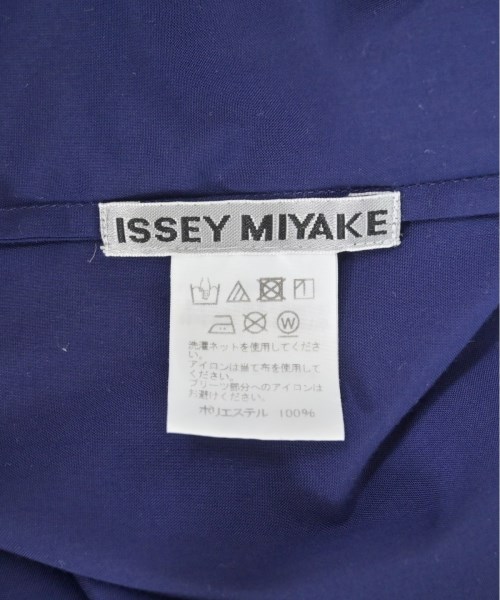 ISSEY MIYAKE
W
洗濯ネットを使用してくださ
い。
アイロンは当て布を使用して
ください。
プリーツ部分へのアイロンは
お避けください。
ポリエステル 100%